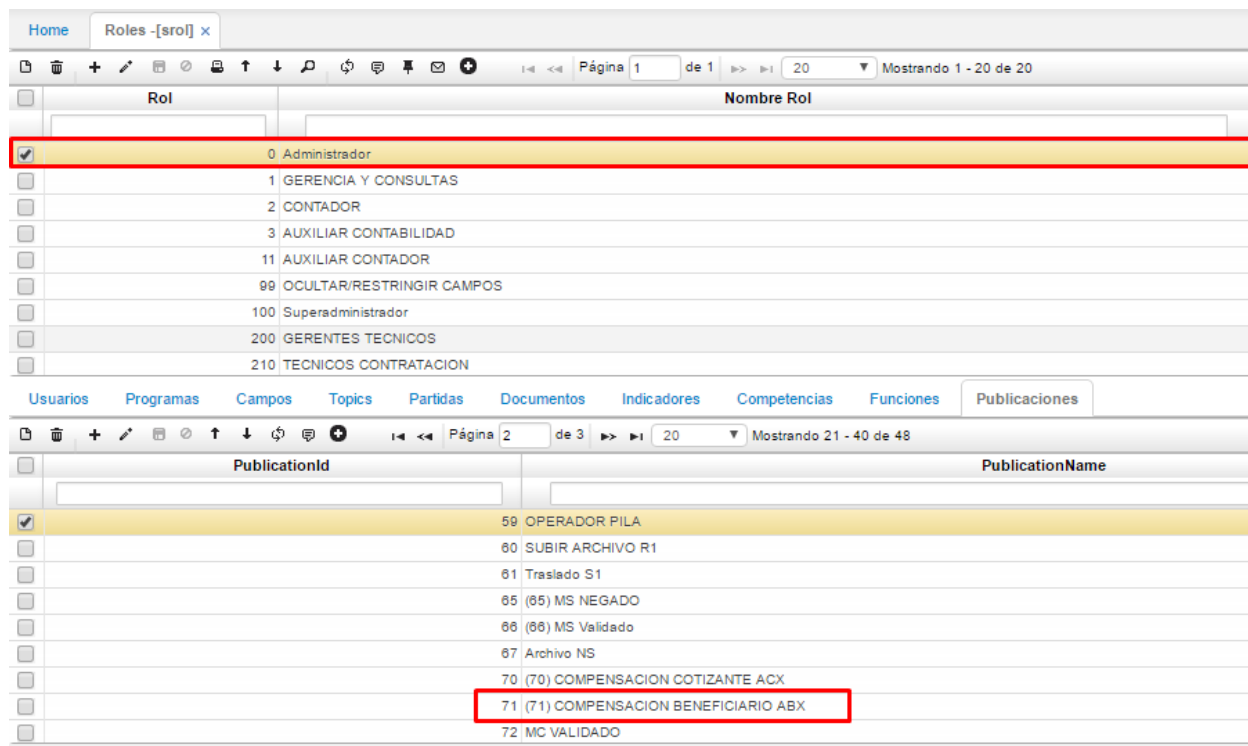 Home Roles -[srol] x
Página 1 de 1 20 Mostrando 1 - 20 de 20
Rol Nombre Rol
0 Administrador
1 GERENCIA Y CONSULTAS
2 CONTADOR
3 AUXILIAR CONTABILIDAD
11 AUXILIAR CONTADOR
99 OCULTAR/RESTRINGIR CAMPOS
100 Superadministrador
200 GERENTES TECNICOS
210 TECNICOS CONTRATACION
Usuarios Programas Campos Topics Partidas Documentos Indicadores Competencias Funciones Publicaciones
Página 2 de 3 20 Mostrando 21 - 40 de 48
PublicationId PublicationName
59 OPERADOR PILA
60 SUBIR ARCHIVO R1
61 Traslado S1
65 (65) MS NEGADO
66 (66) MS Validado
67 Archivo NS
70 (70) COMPENSACION COTIZANTE ACX
71 (71) COMPENSACION BENEFICIARIO ABX
72 MC VALIDADO